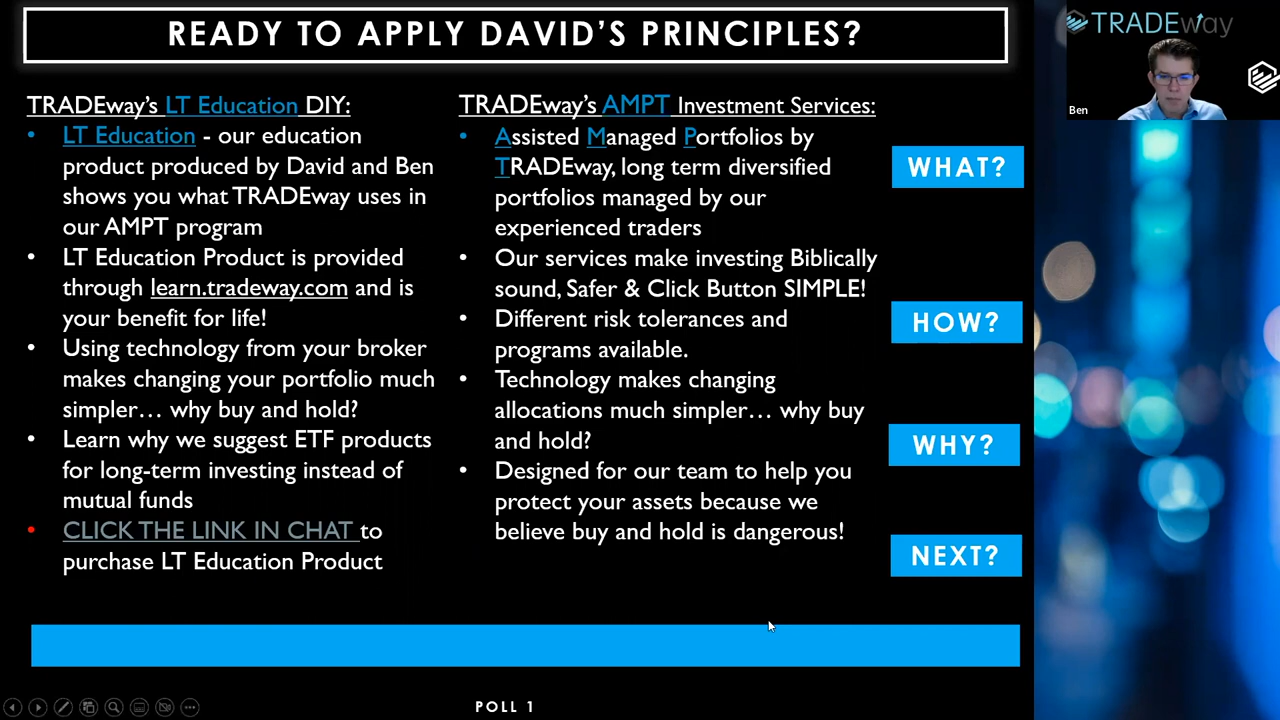 READY TO APPLY DAVID'S PRINCIPLES?
TRADEway's LT Education DIY:
• LT Education - our education
product produced by David and Ben
shows you what TRADEway uses in
our AMPT program
• LT Education Product is provided
through learn.tradeway.com and is
your benefit for life!
• Using technology from your broker
makes changing your portfolio much
simpler… why buy and hold?
• Learn why we suggest ETF products
for long-term investing instead of
mutual funds
• CLICK THE LINK IN CHAT to
purchase LT Education Product
TRADEway's AMPT Investment Services:
• Assisted Managed Portfolios by
TRADEway, long term diversified
portfolios managed by our
experienced traders
• Our services make investing Biblically
sound, Safer & Click Button SIMPLE!
• Different risk tolerances and
programs available.
• Technology makes changing
allocations much simpler… why buy
and hold?
• Designed for our team to help you
protect your assets because we
believe buy and hold is dangerous!
WHAT?
HOW?
WHY?
NEXT?
POLL 1
TRADEway
Ben